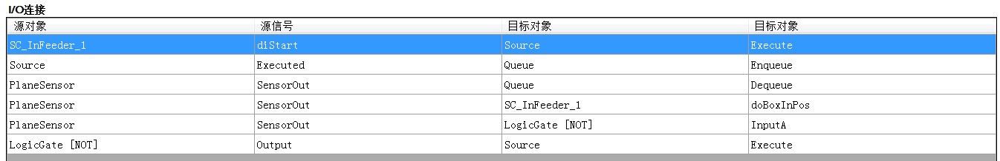 I/O连接
源对象 源信号 目标对象 目标对象
SC_InFeeder_1 diStart Source Execute
Source Executed Queue Enqueue
PlaneSensor SensorOut Queue Dequeue
PlaneSensor SensorOut SC_InFeeder_1 doBoxInPos
PlaneSensor SensorOut LogicGate [NOT] InputA
LogicGate [NOT] Output Source Execute